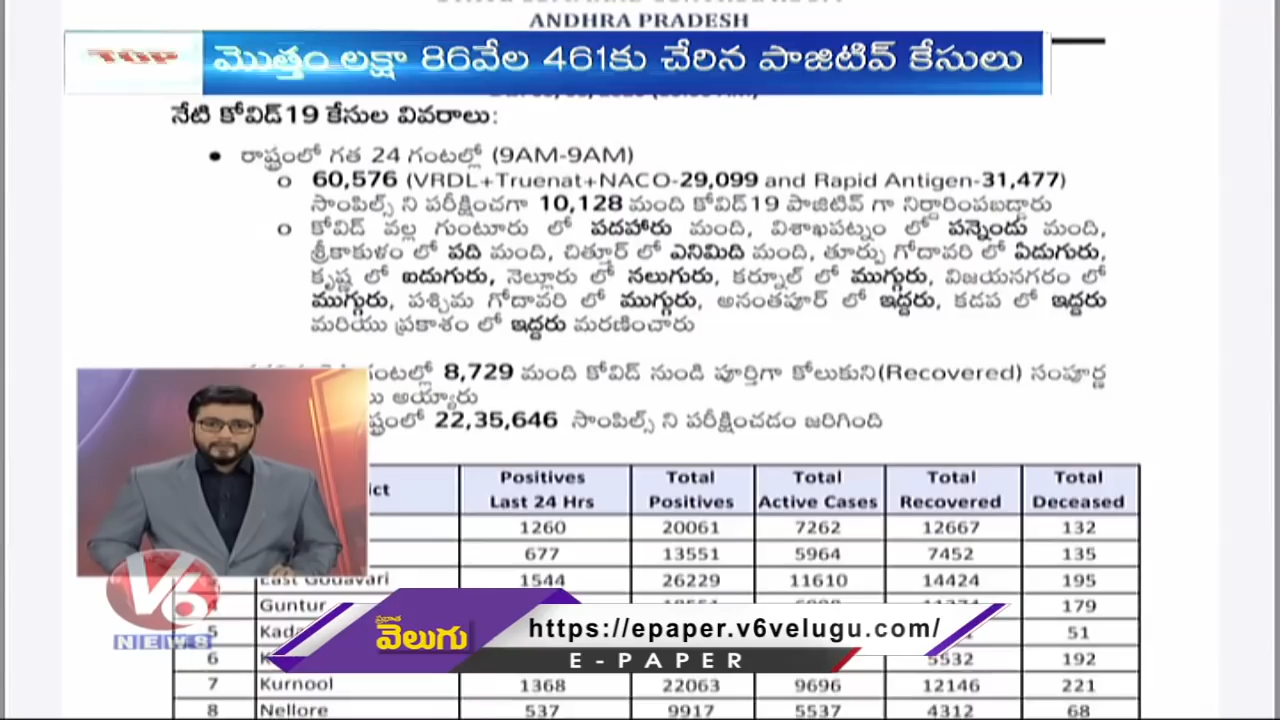 ANDHRA PRADESH
TOP
మొత్తం లక్షా 86వేల 461కు చేరిన పాజిటివ్ కేసులు
నేటి కోవిడ్19 కేసుల వివరాలు:
• రాష్ట్రంలో గత 24 గంటల్లో (9AM-9AM)
o 60,576 (VRDL+Truenat+NACO-29,099 and Rapid Antigen-31,477)
సాంపిల్స్ ని పరీక్షించగా 10,128 మంది కోవిడ్19 పాజిటివ్ గా నిర్ధారింపబడ్డారు
o కోవిడ్ వల్ల గుంటూరు లో పదహారు మంది, విశాఖపట్నం లో పన్నెండు మంది,
శ్రీకాకుళం లో పది మంది, చిత్తూర్ లో ఎనిమిది మంది, తూర్పు గోదావరి లో ఏడుగురు,
కృష్ణ లో ఐదుగురు, నెల్లూరు లో నలుగురు, కర్నూల్ లో ముగ్గురు, విజయనగరం లో
ముగ్గురు, పశ్చిమ గోదావరి లో ముగ్గురు, అనంతపూర్ లో ఇద్దరు, కడప లో ఇద్దరు
మరియు ప్రకాశం లో ఇద్దరు మరణించారు
గంటల్లో 8,729 మంది కోవిడ్ నుండి పూర్తిగా కోలుకుని(Recovered) సంపూర్ణ
అయ్యారు
22,35,646 సాంపిల్స్ ని పరీక్షించడం జరిగింది
Positives Last 24 Hrs Total Positives Total Active Cases Total Recovered Total Deceased
1260 20061 7262 12667 132
677 13551 5964 7452 135
East Godavari 1544 26229 11610 14424 195
Guntur 179
5 51
6 5532 192
7 Kurnool 1368 22063 9696 12146 221
8 Nellore 537 9917 5537 4312 68
V6
NEWS
ప్రభాత
వెలుగు
https://epaper.v6velugu.com/
E-PAPER